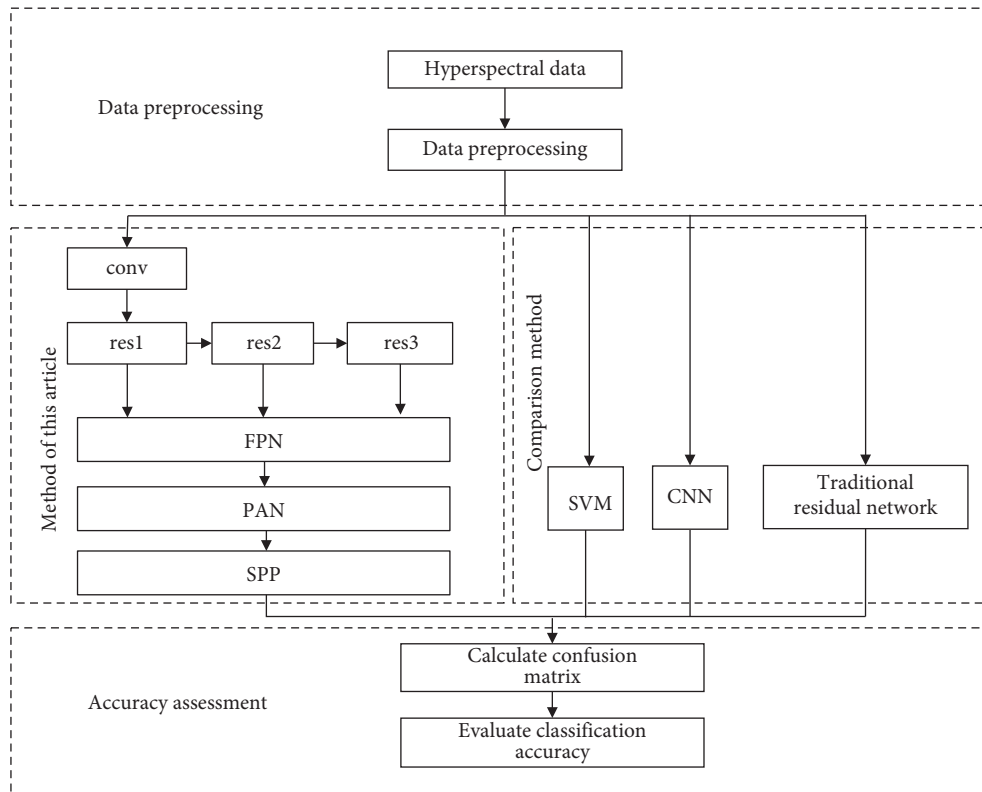 Hyperspectral data
Data preprocessing
Data preprocessing
conv
res1
res2
res3
FPN
PAN
SPP
Method of this article
Comparison method
SVM
CNN
Traditional
residual network
Calculate confusion
matrix
Accuracy assessment
Evaluate classification
accuracy